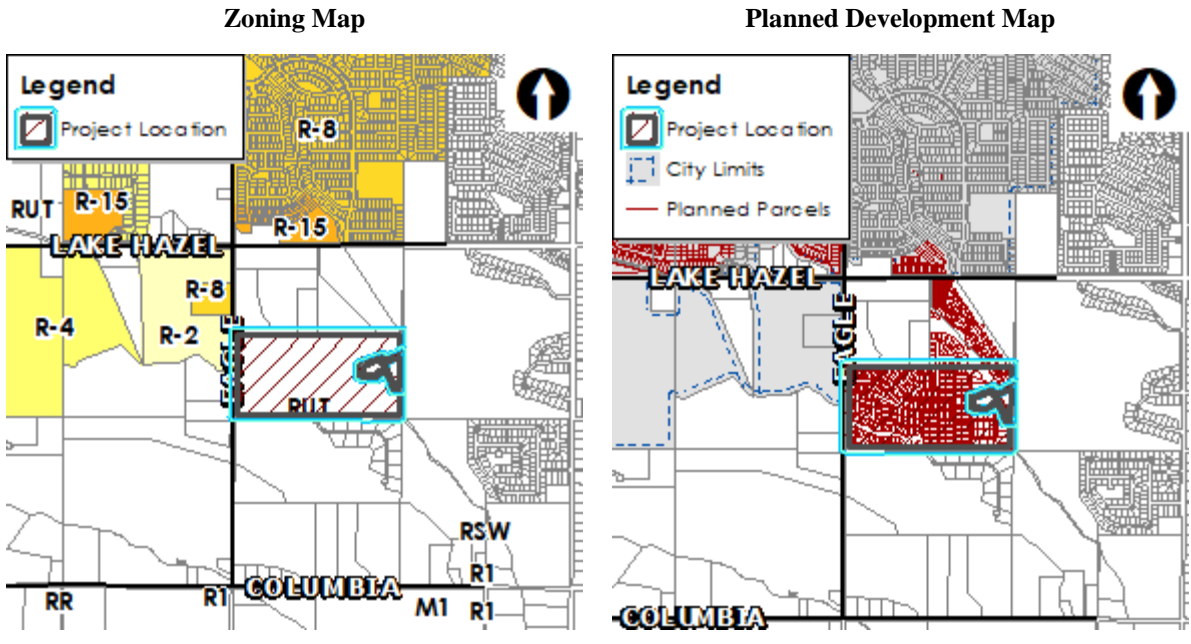 Zoning Map
Legend
Project Location
R-8
RUT
R-15
R-15
LAKE HAZEL
R-8
R-4
R-2
EAGLE
RUT
RSW
R1
COLUMBIA
RR
R1
M1
R1
Planned Development Map
Legend
Project Location
City Limits
Planned Parcels
LAKE HAZEL
EAGLE
COLUMBIA